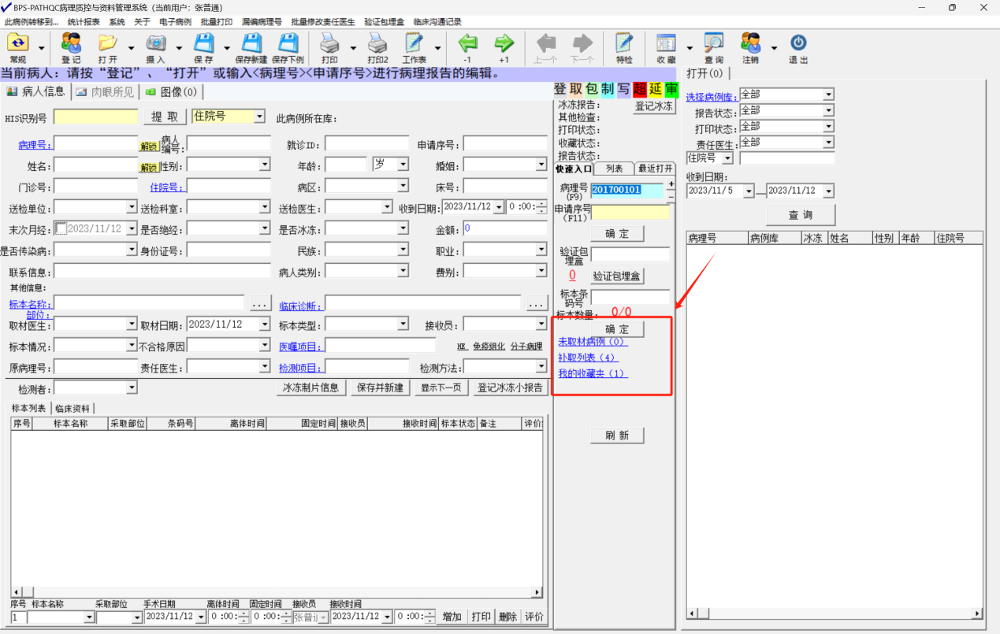 BPS-PATHQC病理质控与资料管理系统（当前用户：张普通）
此病例转移到... 统计报表 系统 关于 电子病例 批量打印 漏编病理号 批量修改责任医生 验证包埋盒 临床沟通记录
常规 登记 打开 摄入 保存 保存新建 保存下例 打印 打印2 工作表 -1 +1 上一个 下一个 特检 收藏 查询 注销 退出
当前病人：请按“登记”、“打开”或输入<病理号><申请序号>进行病理报告的编辑。
病人信息 肉眼所见 图像(0)
HIS识别号 提取 住院号 此病例所在库：
病理号： 解锁 病人编号： 就诊ID： 申请序号：
姓名： 解锁 性别： 年龄： 岁 婚姻：
门诊号： 住院号： 病区： 床号：
送检单位： 送检科室： 送检医生： 收到日期： 2023/11/12 0 :00:
末次月经： 2023/11/12 是否绝经： 是否冰冻： 金额： 0
是否传染病： 身份证号： 民族： 职业：
联系信息： 病人类别： 费别：
其他信息：
标本名称： ... 临床诊断： ...
部位：
取材医生： 取材日期： 2023/11/12 标本类型： 接收员：
标本情况： 不合格原因 医嘱项目： HE 免疫组化 分子病理
原病理号： 责任医生： 检测项目： 检测方法：
检测者： 冰冻制片信息 保存并新建 显示下一页 登记冰冻小报告
标本列表 临床资料
序号 标本名称 采取部位 条码号 离体时间 固定时间 接收员 接收时间 标本状态 备注
序号 标本名称 采取部位 手术日期 离体时间 固定时间 接收员 接收时间
1 2023/11/12 0 :00: 0 :00: 张普通 2023/11/12 0 :00: 增加 打印 删除 评价
登 取 包 制 写 超 延 审
冰冻报告： 登记冰冻
其他检查：
打印状态：
收藏状态：
报告状态：
快速入口 列表 最近打开
病理号 201700101 +
(F9) -
申请序号
(F11)
确定
验证包
埋盒
0 验证包埋盒
标本条
码号
标本数量： 0/0
确定
未取材病例（0）
补取列表（4）
我的收藏夹（1）
刷新
打开(0)
选择病例库： 全部
报告状态： 全部
打印状态： 全部
责任医生： 全部
住院号
收到日期：
2023/11/ 5 — 2023/11/12
查询
病理号 病例库 冰冻 姓名 性别 年龄 住院号